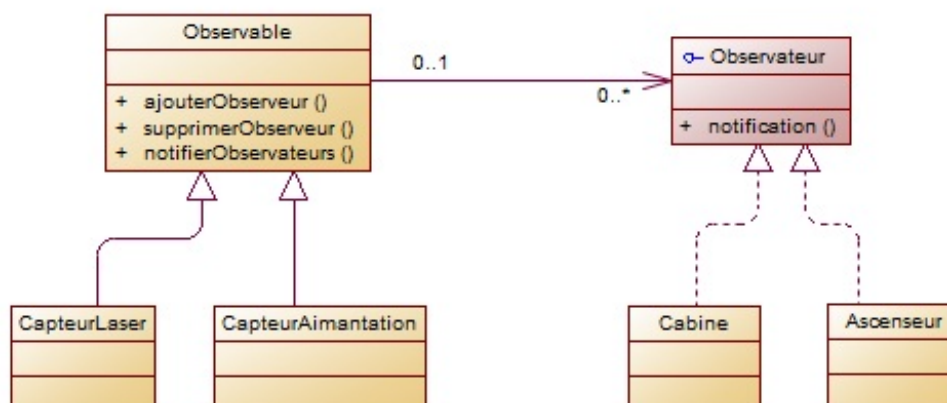 Observable
+ ajouterObserveur ()
+ supprimerObserveur ()
+ notifierObservateurs ()
0..1
0..*
Observateur
+ notification ()
CapteurLaser
CapteurAimantation
Cabine
Ascenseur